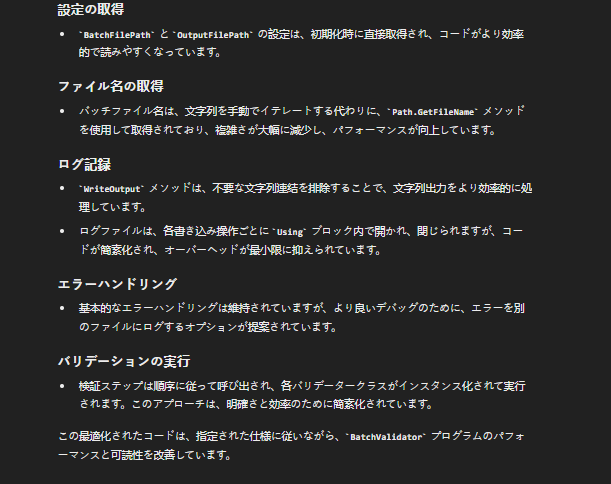 設定の取得
• `BatchFilePath` と `OutputFilePath` の設定は、初期化時に直接取得され、コードがより効率
的で読みやすくなっています。
ファイル名の取得
• バッチファイル名は、文字列を手動でイテレートする代わりに、`Path.GetFileName` メソッド
を使用して取得されており、複雑さが大幅に減少し、パフォーマンスが向上しています。
ログ記録
• `WriteOutput` メソッドは、不要な文字列連結を排除することで、文字列出力をより効率的に処
理しています。
• ログファイルは、各書き込み操作ごとに `Using` ブロック内で開かれ、閉じられますが、コー
ドが簡素化され、オーバーヘッドが最小限に抑えられています。
エラーハンドリング
• 基本的なエラーハンドリングは維持されていますが、より良いデバッグのために、エラーを別
のファイルにログするオプションが提案されています。
バリデーションの実行
• 検証ステップは順序に従って呼び出され、各バリデータークラスがインスタンス化されて実行
されます。このアプローチは、明確さと効率のために簡素化されています。
この最適化されたコードは、指定された仕様に従いながら、`BatchValidator` プログラムのパフォ
ーマンスと可読性を改善しています。